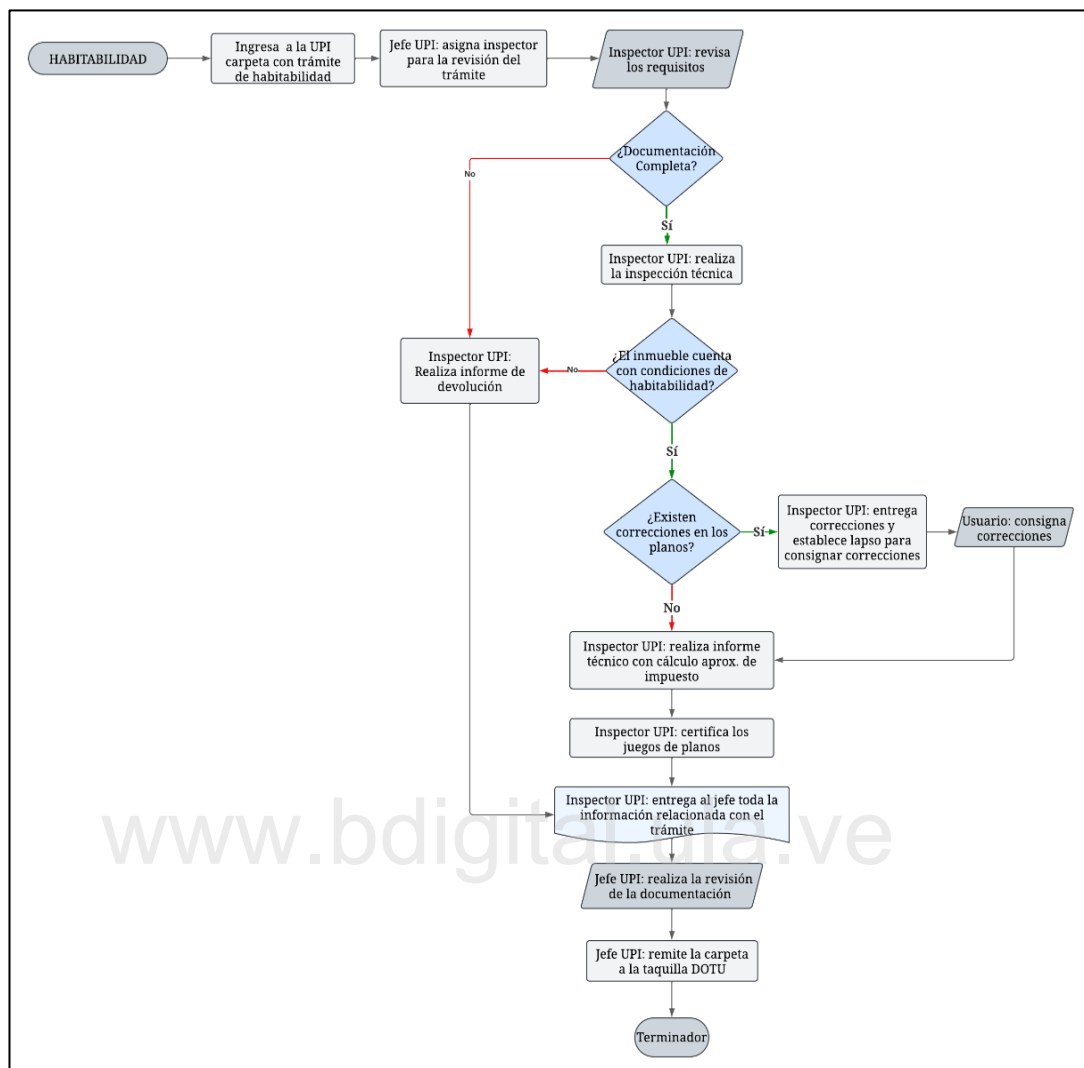 HABITABILIDAD
Ingresa a la UPI
carpeta con trámite
de habitabilidad
Jefe UPI: asigna inspector
para la revisión del
trámite
Inspector UPI: revisa
los requisitos
¿Documentación
Completa?
No
Sí
Inspector UPI: realiza
la inspección técnica
Inspector UPI:
Realiza informe de
devolución
No
¿El inmueble cuenta
con condiciones de
habitabilidad?
Sí
¿Existen
correcciones en los
planos?
Sí
Inspector UPI: entrega
correcciones y
establece lapso para
consignar correcciones
Usuario: consigna
correcciones
No
Inspector UPI: realiza informe
técnico con cálculo aprox. de
impuesto
Inspector UPI: certifica los
juegos de planos
Inspector UPI: entrega al jefe toda la
información relacionada con el
trámite
www.bdigital.ula.ve
Jefe UPI: realiza la revisión
de la documentación
Jefe UPI: remite la carpeta
a la taquilla DOTU
Terminador